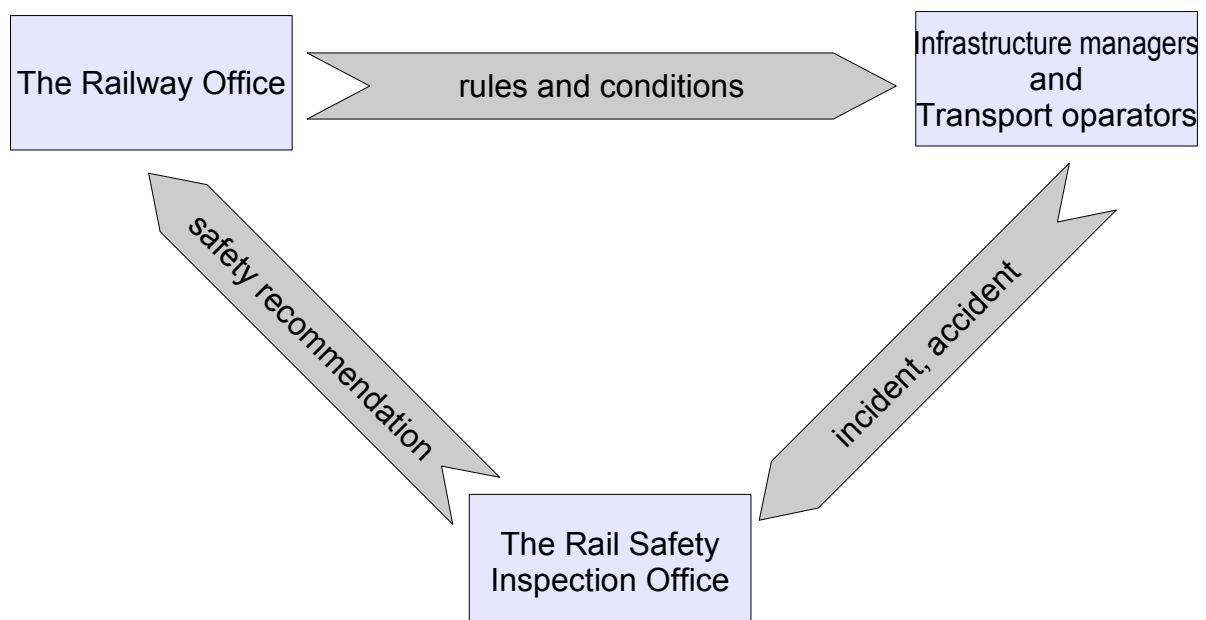 The Railway Office
rules and conditions
Infrastructure managers
and
Transport oparators
safety recommendation
incident, accident
The Rail Safety
Inspection Office